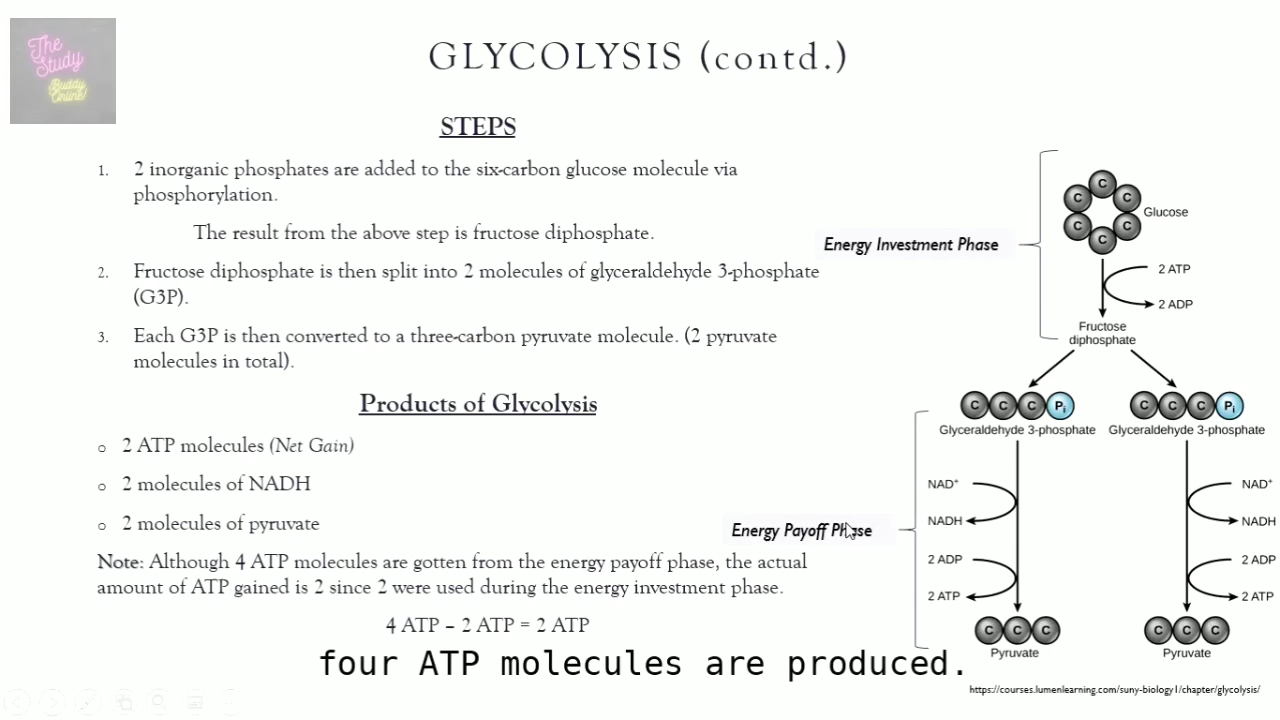 The
Study
Buddy
Online!
GLYCOLYSIS (contd.)
STEPS
1. 2 inorganic phosphates are added to the six-carbon glucose molecule via
phosphorylation.
The result from the above step is fructose diphosphate.
2. Fructose diphosphate is then split into 2 molecules of glyceraldehyde 3-phosphate
(G3P).
3. Each G3P is then converted to a three-carbon pyruvate molecule. (2 pyruvate
molecules in total).
Products of Glycolysis
o 2 ATP molecules (Net Gain)
o 2 molecules of NADH
o 2 molecules of pyruvate
Note: Although 4 ATP molecules are gotten from the energy payoff phase, the actual
amount of ATP gained is 2 since 2 were used during the energy investment phase.
4 ATP – 2 ATP = 2 ATP
Energy Investment Phase
C
C C
C C
C
Glucose
2 ATP
2 ADP
Fructose
diphosphate
C C C Pi C C C Pi
Glyceraldehyde 3-phosphate Glyceraldehyde 3-phosphate
Energy Payoff Phase
NAD+ NAD+
NADH NADH
2 ADP 2 ADP
2 ATP 2 ATP
C C C C C C
Pyruvate Pyruvate
four ATP molecules are produced.
https://courses.lumenlearning.com/suny-biology1/chapter/glycolysis/